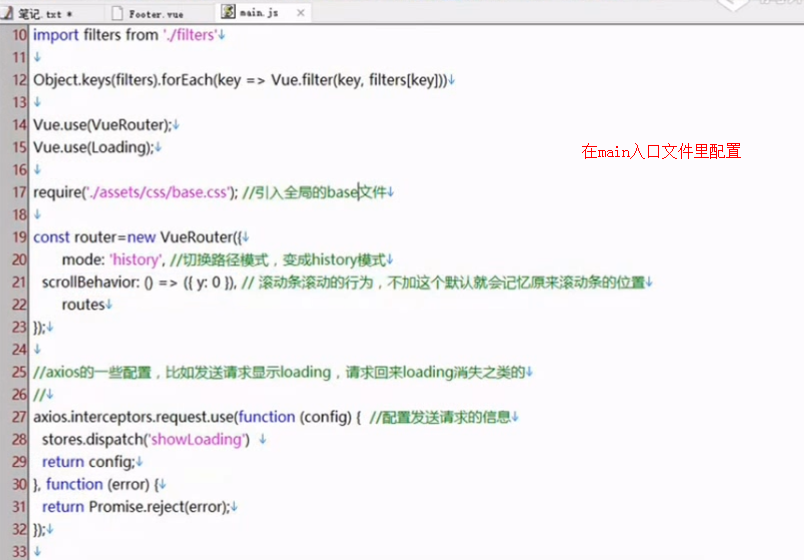 笔记.txt *
Footer.vue
main.js
10 import filters from './filters'↓
11 ↓
12 Object.keys(filters).forEach(key => Vue.filter(key, filters[key]))↓
13 ↓
14 Vue.use(VueRouter);↓
15 Vue.use(Loading);↓
在main入口文件里配置
16 ↓
17 require('./assets/css/base.css'); //引入全局的base文件↓
18 ↓
19 const router=new VueRouter({↓
20 mode: 'history', //切换路径模式，变成history模式↓
21 scrollBehavior: () => ({ y: 0 }), // 滚动条滚动的行为，不加这个默认就会记忆原来滚动条的位置↓
22 routes↓
23 });↓
24 ↓
25 //axios的一些配置，比如发送请求显示loading，请求回来loading消失之类的↓
26 //↓
27 axios.interceptors.request.use(function (config) { //配置发送请求的信息↓
28 stores.dispatch('showLoading') ↓
29 return config;↓
30 }, function (error) {↓
31 return Promise.reject(error);↓
32 });↓
33 ↓